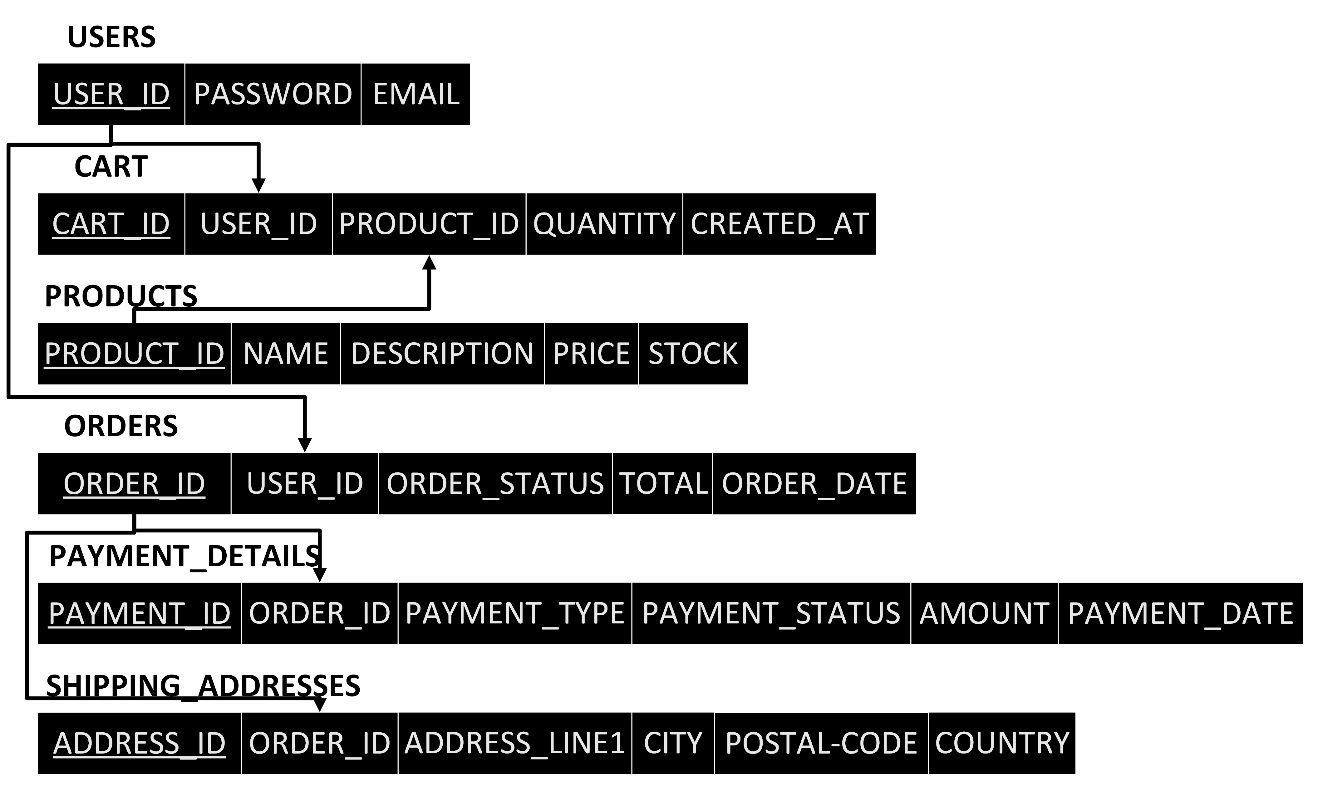 USERS
USER_ID PASSWORD EMAIL
CART
CART_ID USER_ID PRODUCT_ID QUANTITY CREATED_AT
PRODUCTS
PRODUCT_ID NAME DESCRIPTION PRICE STOCK
ORDERS
ORDER_ID USER_ID ORDER_STATUS TOTAL ORDER_DATE
PAYMENT_DETAILS
PAYMENT_ID ORDER_ID PAYMENT_TYPE PAYMENT_STATUS AMOUNT PAYMENT_DATE
SHIPPING_ADDRESSES
ADDRESS_ID ORDER_ID ADDRESS_LINE1 CITY POSTAL-CODE COUNTRY